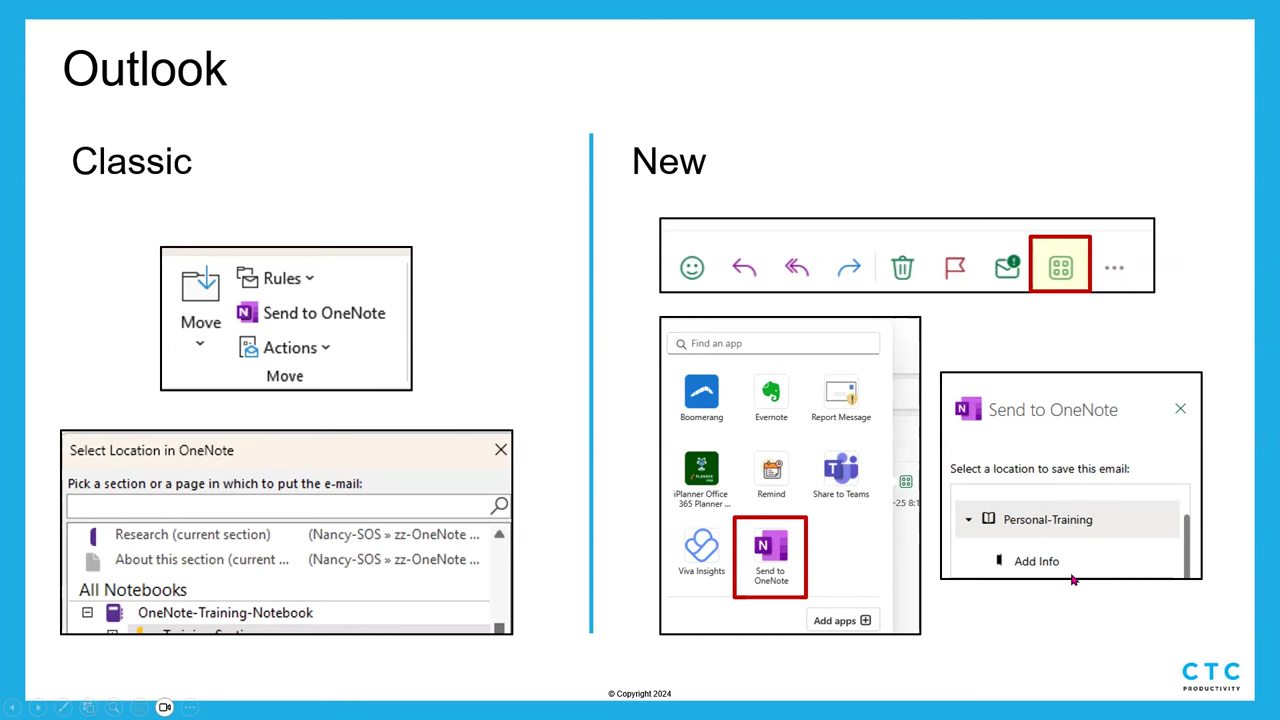 Outlook
Classic
Move
Rules
Send to OneNote
Actions
Move
Select Location in OneNote
Pick a section or a page in which to put the e-mail:
Research (current section) (Nancy-SOS » zz-OneNote ...
About this section (current ... (Nancy-SOS » zz-OneNote ...
All Notebooks
OneNote-Training-Notebook
New
Find an app
Boomerang
Evernote
Report Message
iPlanner Office
365 Planner ...
Remind
Share to Teams
Viva Insights
Send to
OneNote
Add apps
Send to OneNote
Select a location to save this email:
Personal-Training
Add Info
© Copyright 2024
CTC
PRODUCTIVITY